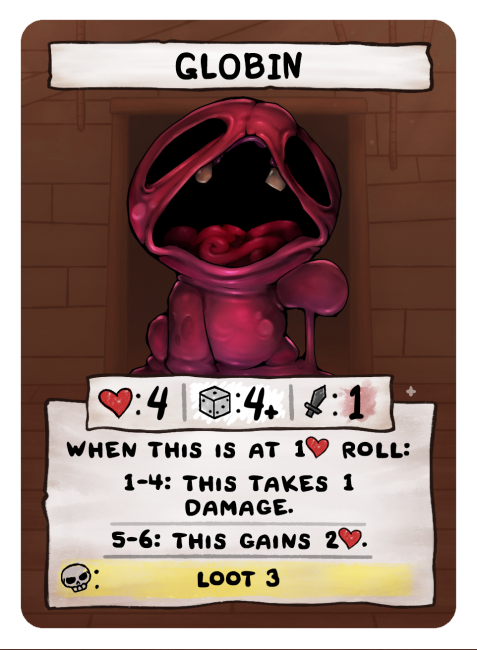 GLOBIN
:4 :4+ :1
WHEN THIS IS AT 1 ROLL:
1-4: THIS TAKES 1
DAMAGE.
5-6: THIS GAINS 2.
: LOOT 3